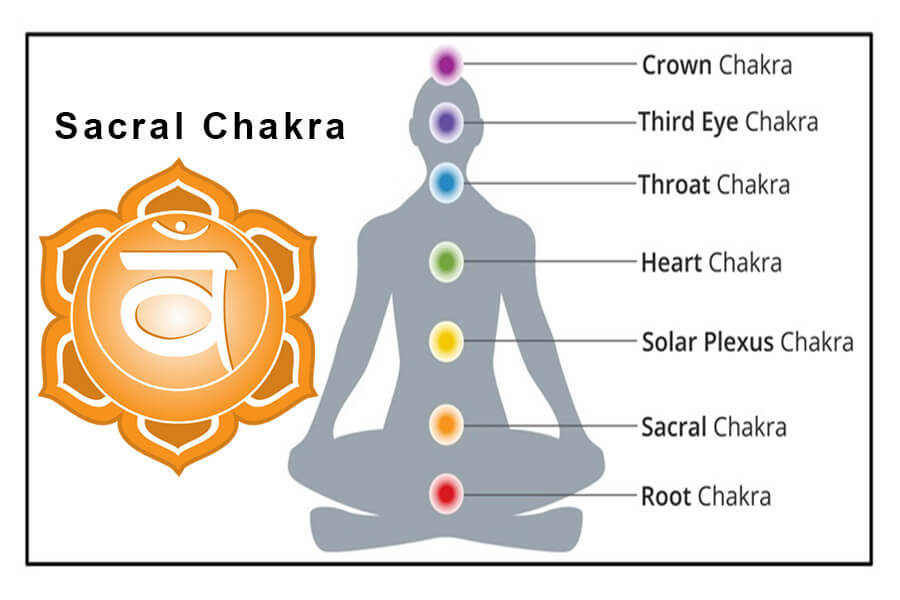 Sacral Chakra
वं
Crown Chakra
Third Eye Chakra
Throat Chakra
Heart Chakra
Solar Plexus Chakra
Sacral Chakra
Root Chakra